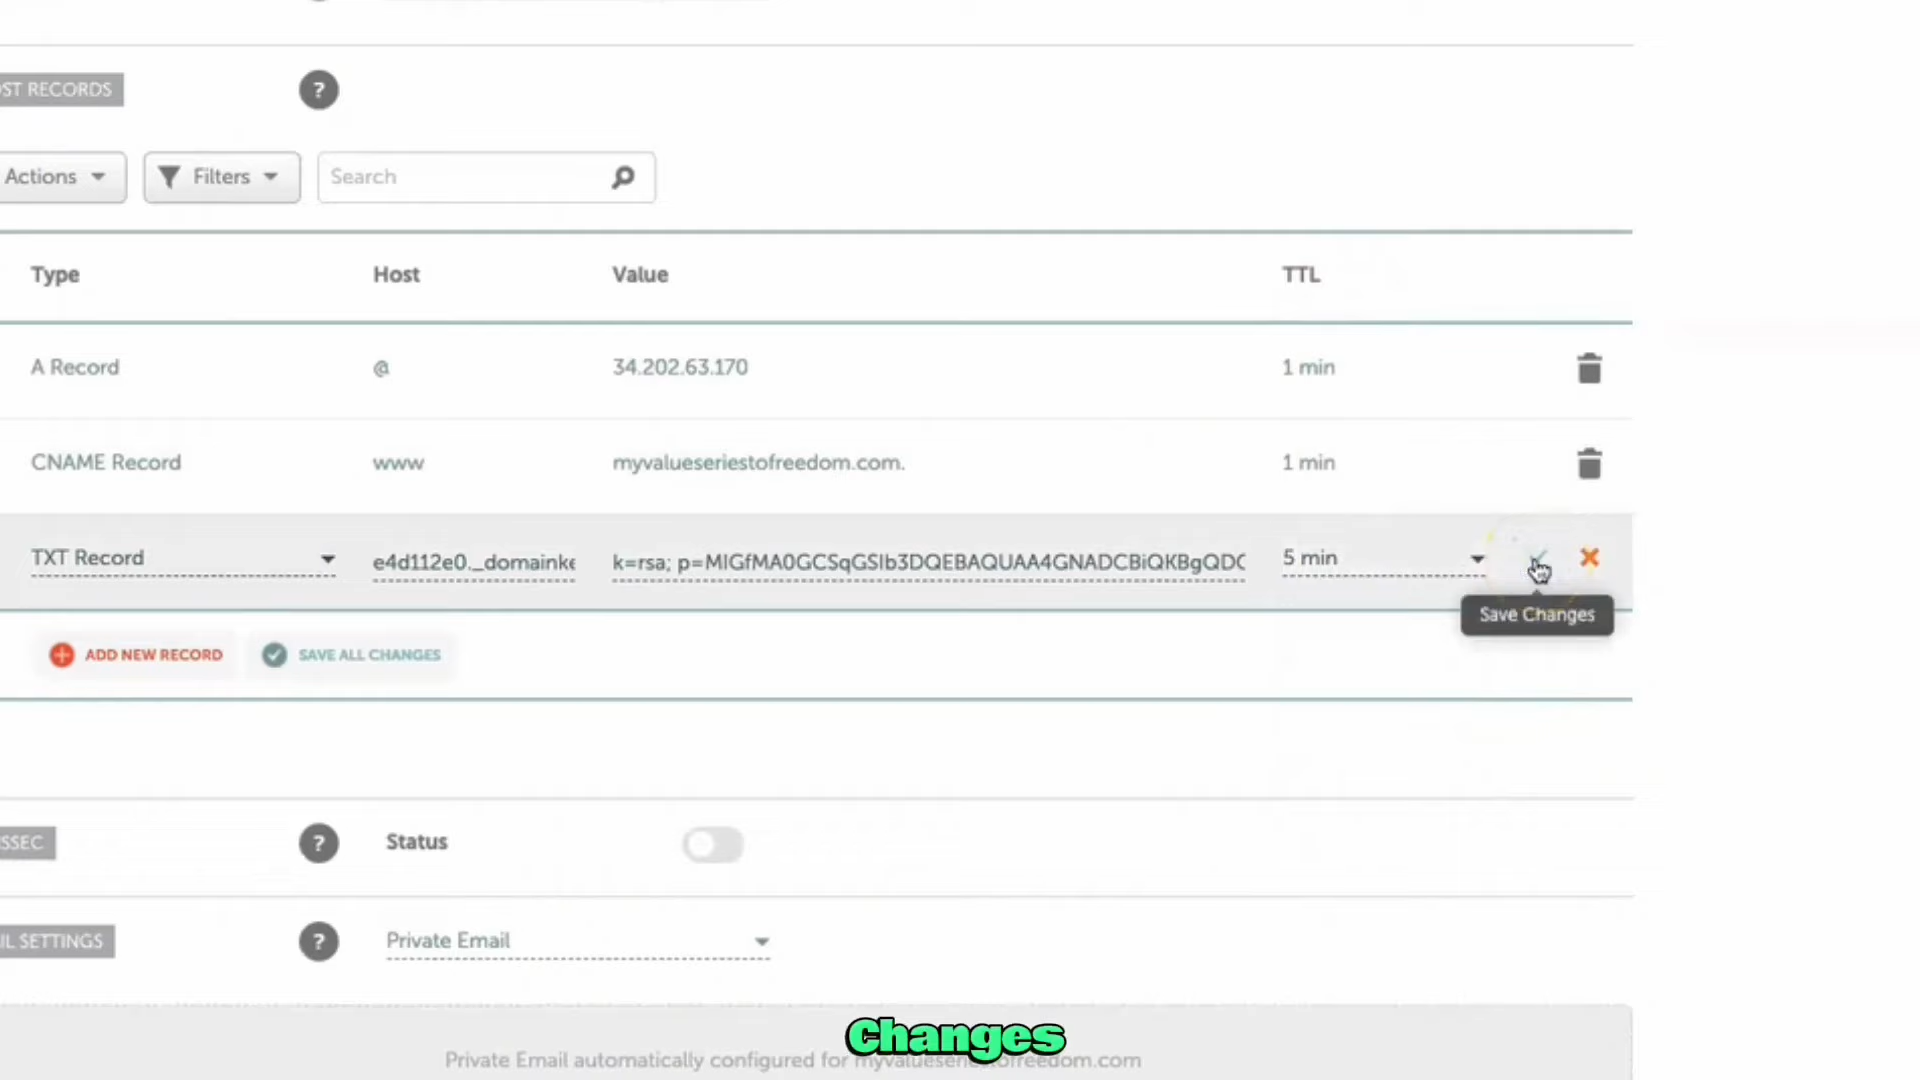 ST RECORDS ?
Actions Filters Search
Type Host Value TTL
A Record @ 34.202.63.170 1 min
CNAME Record www myvalueseriestofreedom.com. 1 min
TXT Record e4d112e0._domainke k=rsa; p=MIGfMA0GCSqGSIb3DQEBAQUAA4GNADCBiQKBgQDC 5 min
Save Changes
ADD NEW RECORD SAVE ALL CHANGES
SSEC ? Status
IL SETTINGS ? Private Email
Changes
Private Email automatically configured for myvalueseriestofreedom.com